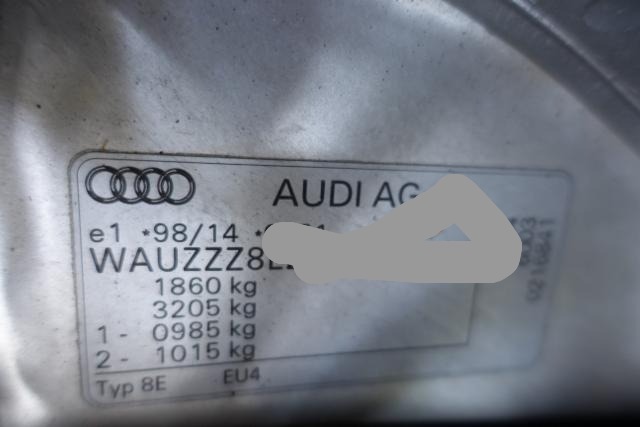 AUDI AG
e1 *98/14
WAUZZZ8E
1860 kg
3205 kg
1 - 0985 kg
2 - 1015 kg
Typ 8E EU4
0216841